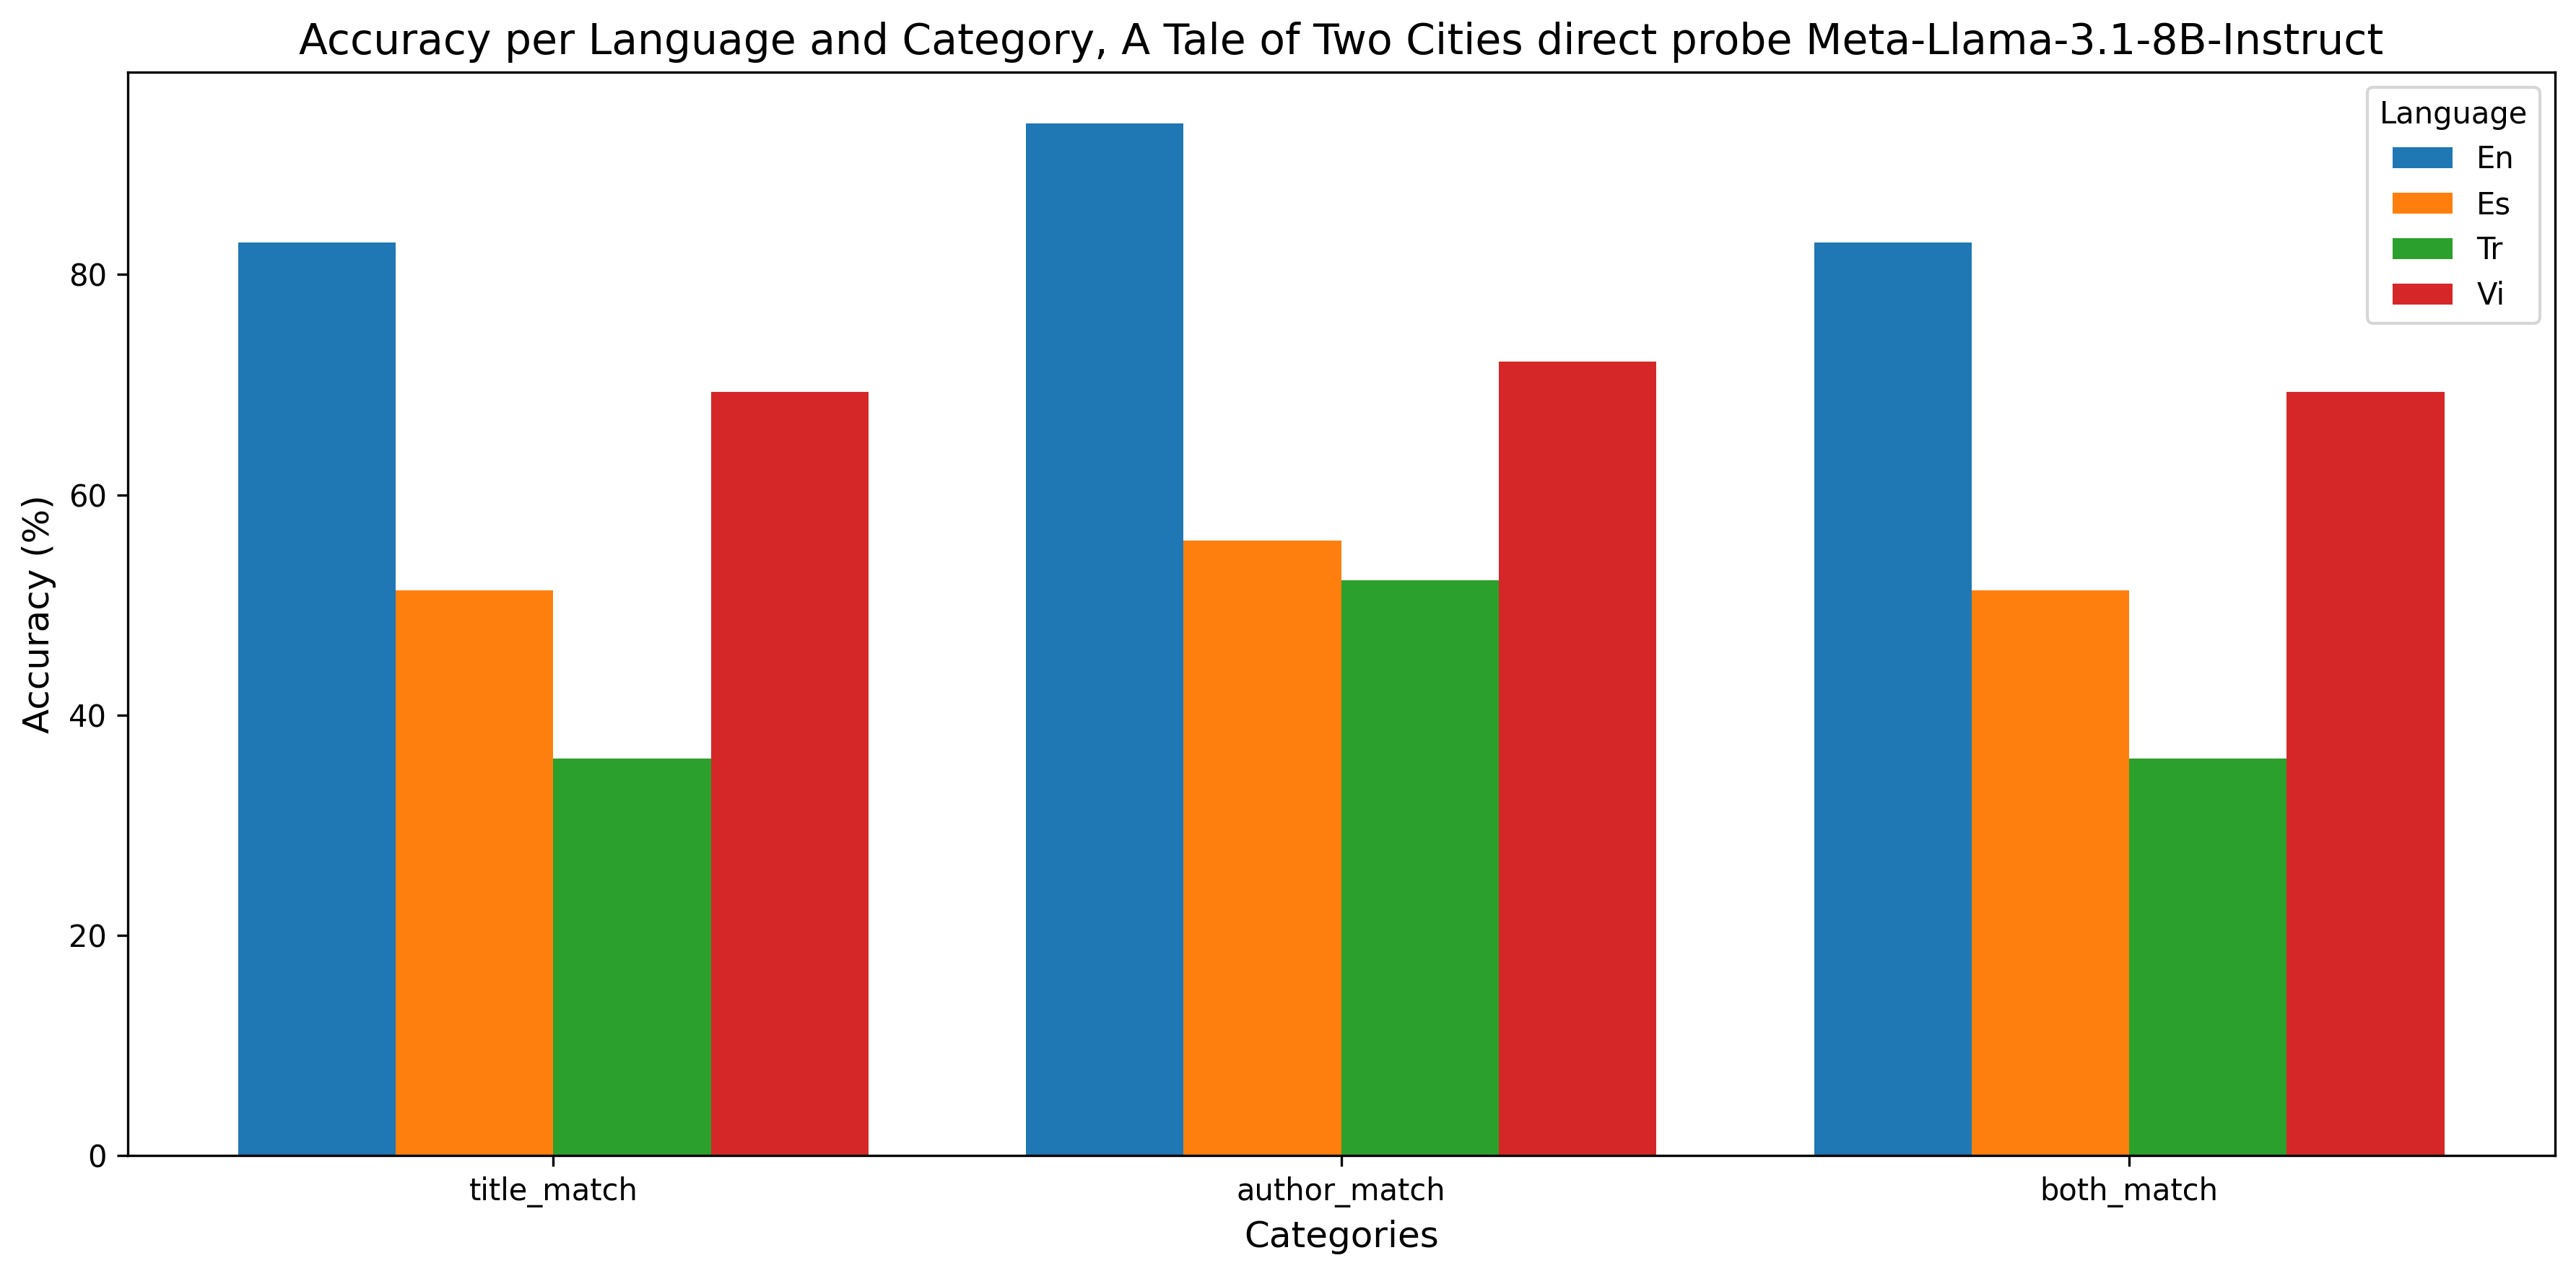 Accuracy per Language and Category, A Tale of Two Cities direct probe Meta-Llama-3.1-8B-Instruct
Language
En
Es
Tr
Vi
Accuracy (%)
80
60
40
20
0
title_match author_match both_match
Categories